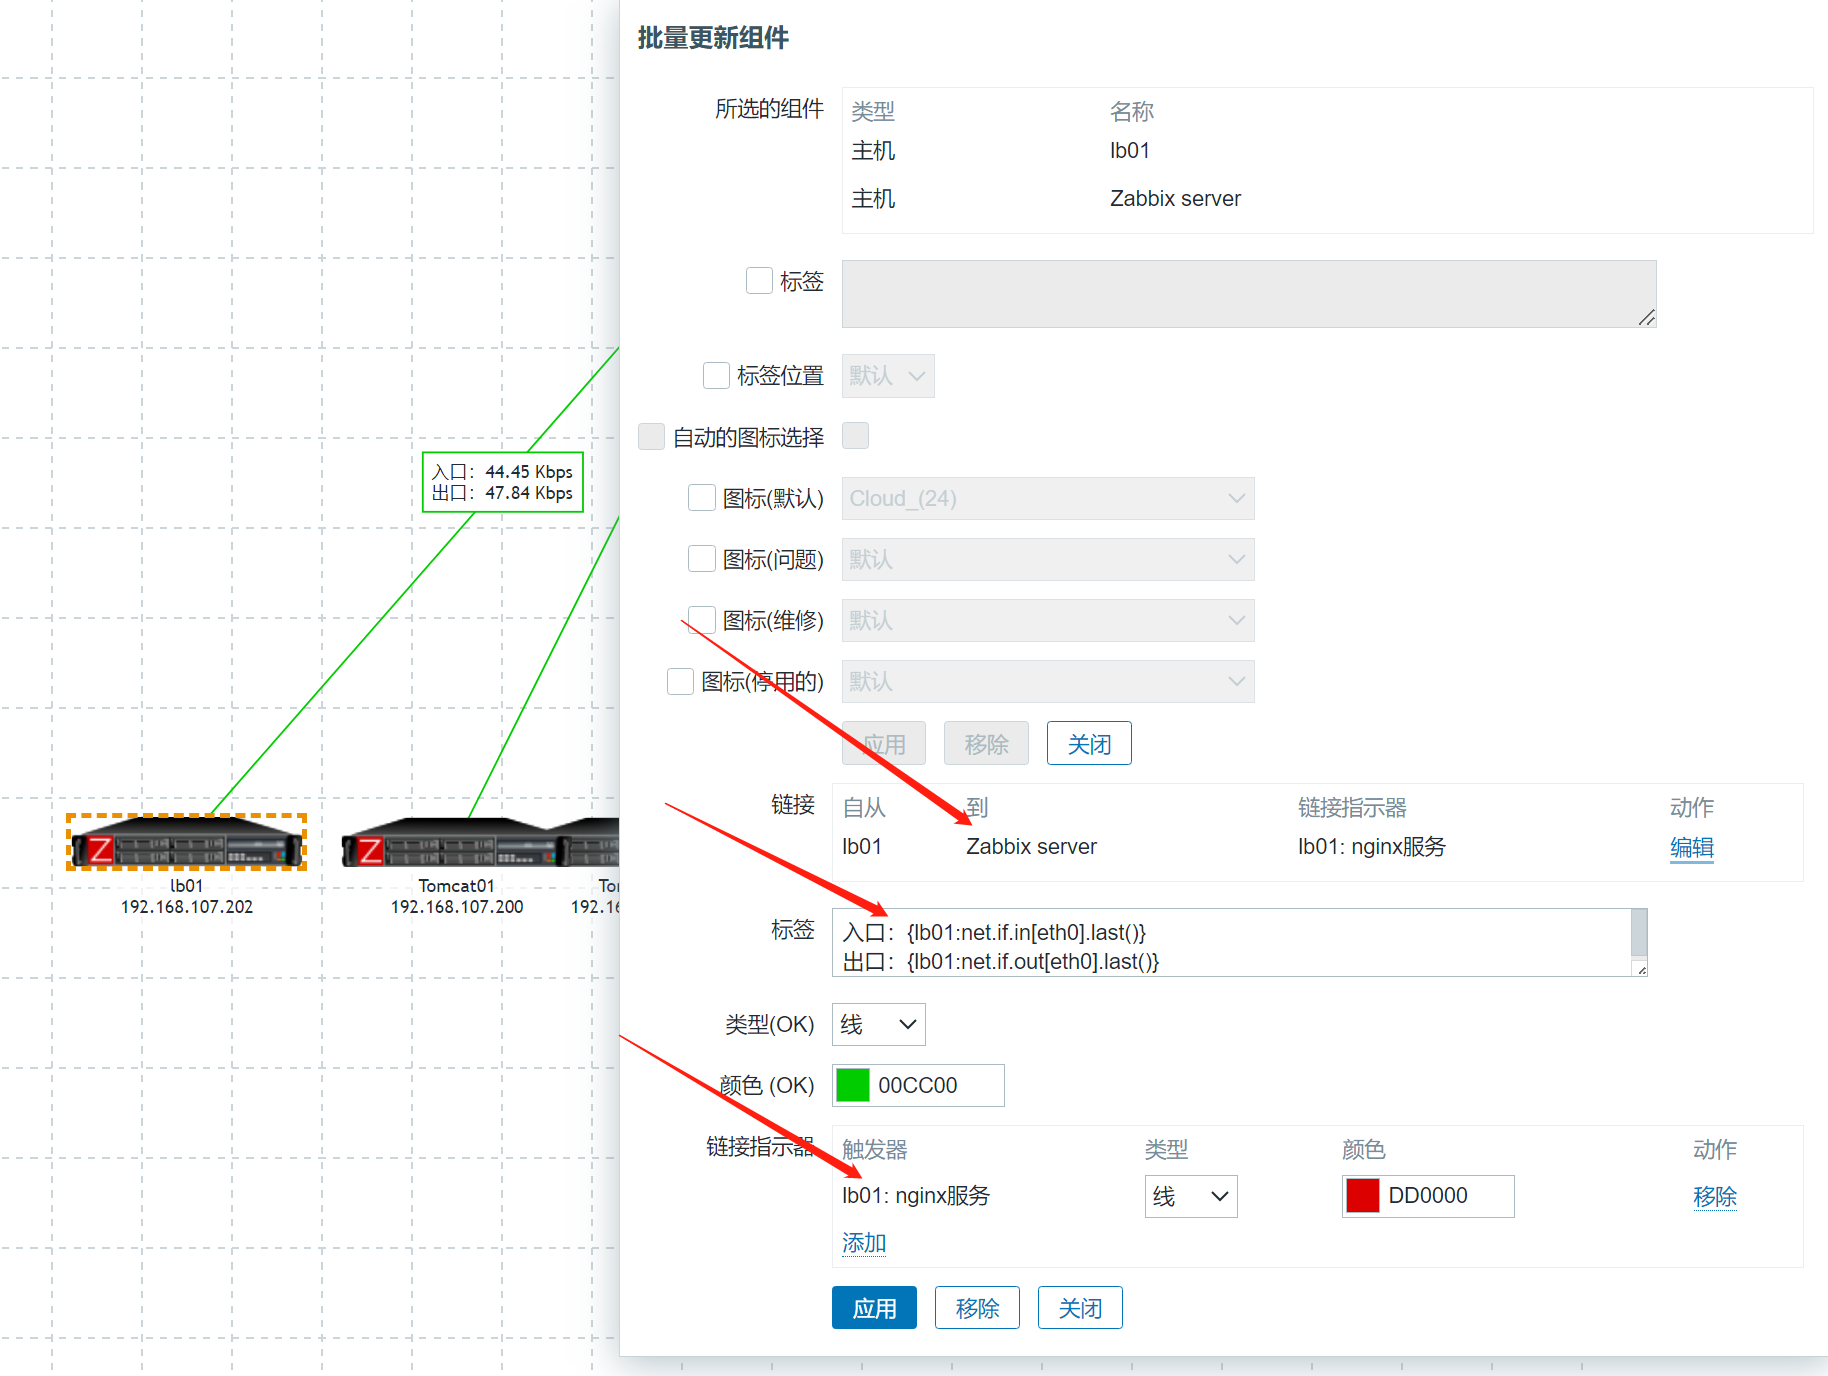 批量更新组件
所选的组件
类型 名称
主机 lb01
主机 Zabbix server
标签
标签位置 默认
自动的图标选择
图标(默认) Cloud_(24)
图标(问题) 默认
图标(维修) 默认
图标(停用的) 默认
应用 移除 关闭
链接 自从 到 链接指示器 动作
lb01 Zabbix server lb01: nginx服务 编辑
标签 入口：{lb01:net.if.in[eth0].last()}
出口：{lb01:net.if.out[eth0].last()}
类型(OK) 线
颜色 (OK) 00CC00
链接指示器 触发器 类型 颜色 动作
lb01: nginx服务 线 DD0000 移除
添加
应用 移除 关闭
入口：44.45 Kbps
出口：47.84 Kbps
Z
lb01
192.168.107.202
Z
Tomcat01
192.168.107.200